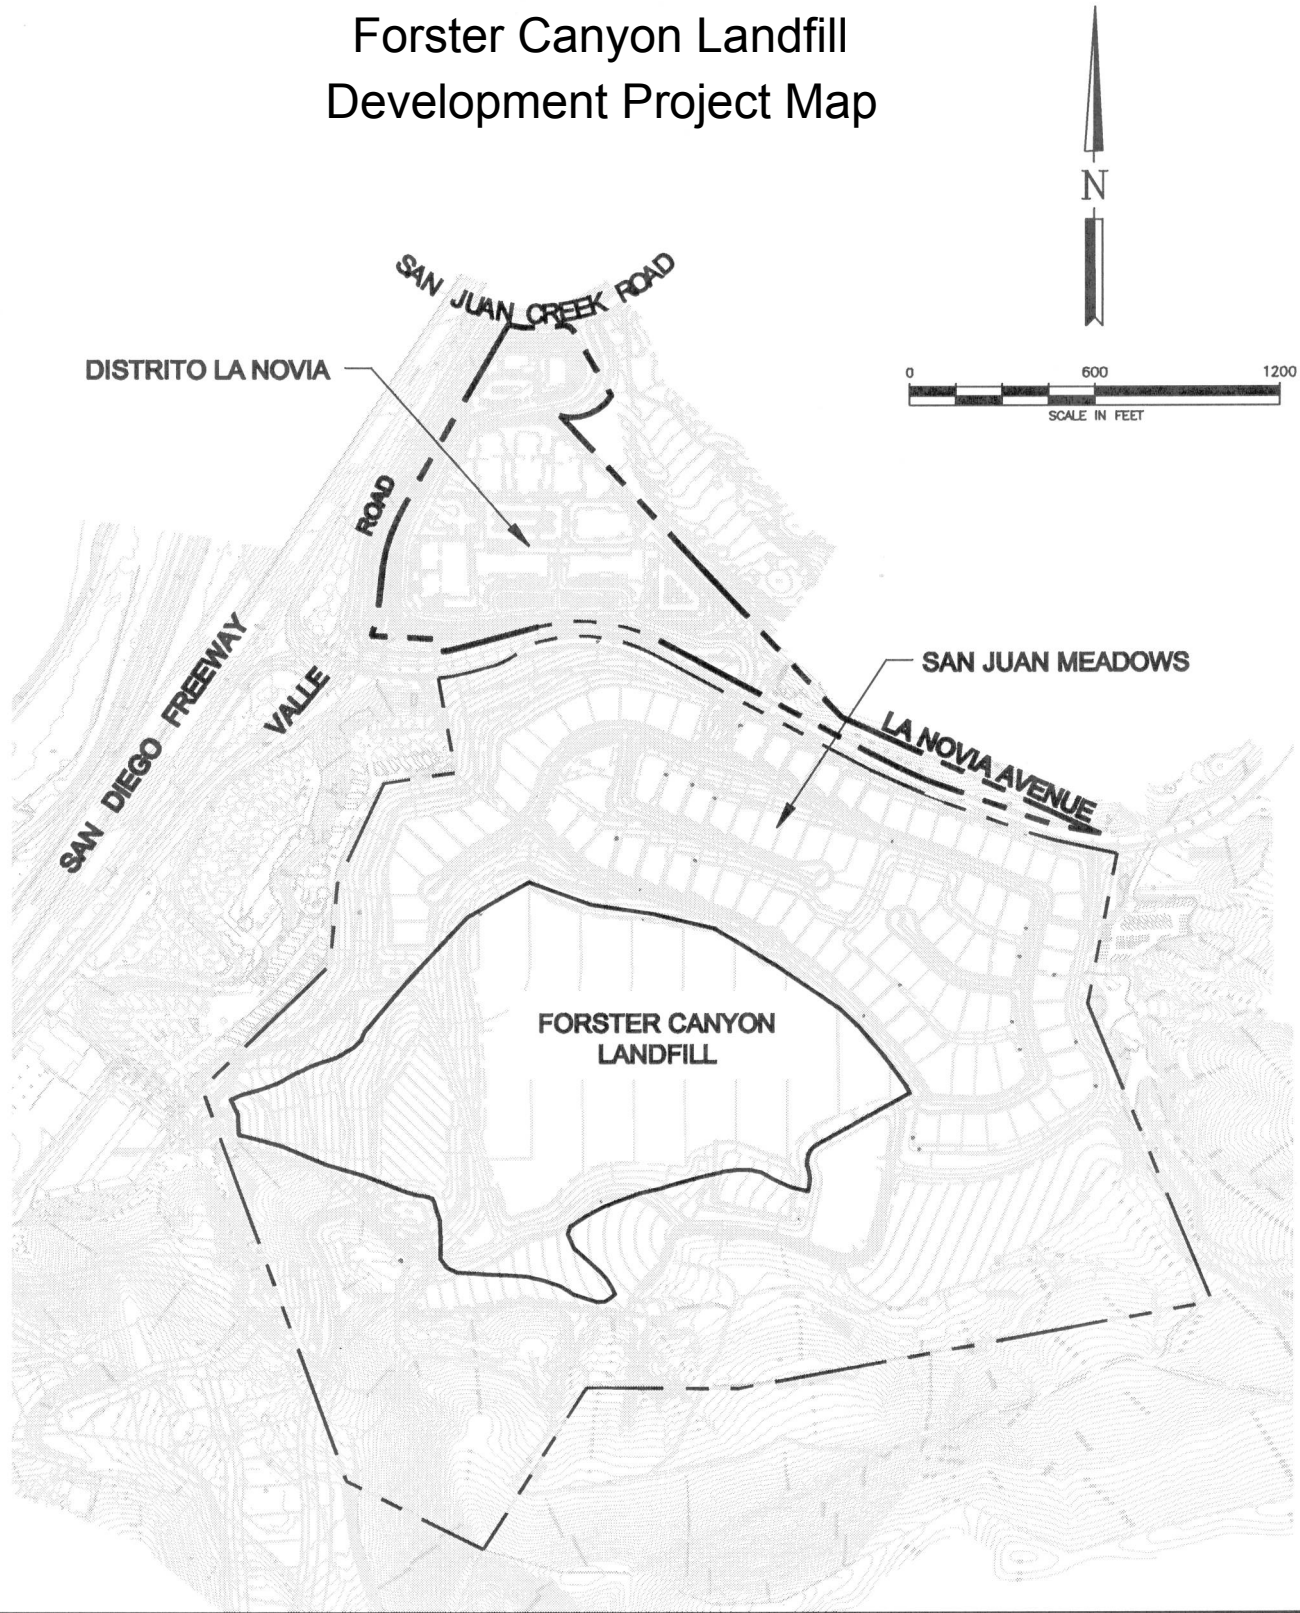 Forster Canyon Landfill
Development Project Map
N
0 600 1200
SCALE IN FEET
SAN JUAN CREEK ROAD
DISTRITO LA NOVIA
ROAD
VALLE
SAN DIEGO FREEWAY
SAN JUAN MEADOWS
LA NOVIA AVENUE
FORSTER CANYON
LANDFILL